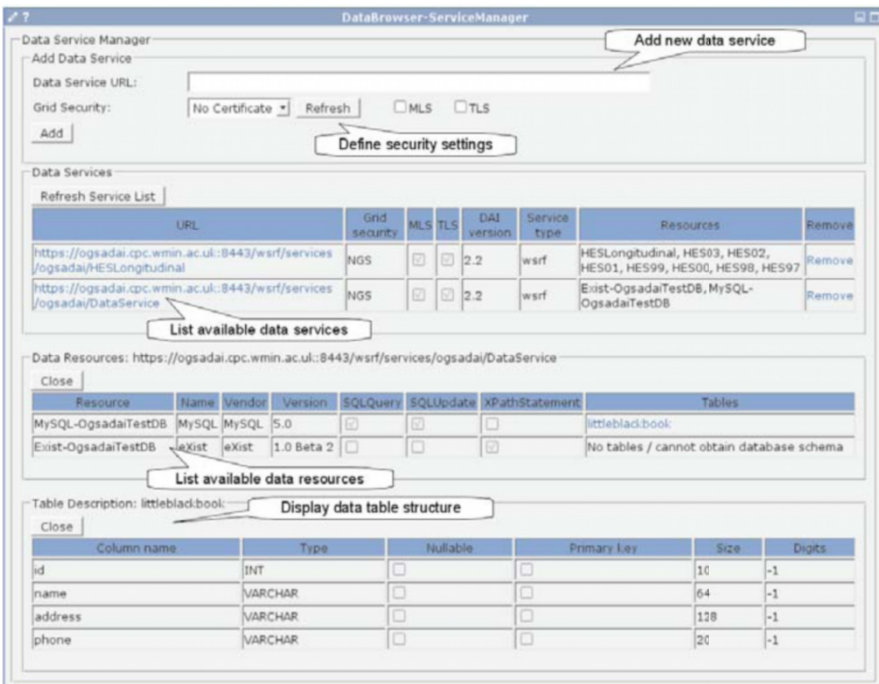 DataBrowser-ServiceManager
Data Service Manager
Add new data service
Add Data Service
Data Service URL:
Grid Security: No Certificate Refresh MLS TLS
Add
Define security settings
Data Services
Refresh Service List
URL Grid security MLS TLS DAI version Service type Resources Remove
https://ogsadai.cpc.wmin.ac.uk:8443/wsrf/services NGS 2.2 wsrf HESLongitudinal, HES03, HES02, Remove
/ogsadai/HESLongitudinal HES01, HES99, HES00, HES98, HES97
https://ogsadai.cpc.wmin.ac.uk:8443/wsrf/services NGS 2.2 wsrf Exist-OgsadaiTestDB, MySQL- Remove
/ogsadai/DataService OgsadaiTestDB
List available data services
Data Resources: https://ogsadai.cpc.wmin.ac.uk:8443/wsrf/services/ogsadai/DataService
Close
Resource Name Vendor Version SQLQuery SQLUpdate XPathStatement Tables
MySQL-OgsadaiTestDB MySQL MySQL 5.0 littleblackbook
Exist-OgsadaiTestDB eXist eXist 1.0 Beta 2 No tables / cannot obtain database schema
List available data resources
Table Description: littleblackbook
Display data table structure
Close
Column name Type Nullable Primary key Size Digits
id INT 10 -1
name VARCHAR 64 -1
address VARCHAR 128 -1
phone VARCHAR 20 -1